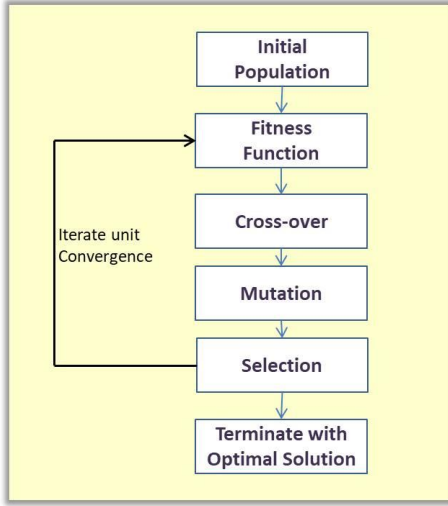 Initial
Population
Fitness
Function
Iterate unit
Convergence
Cross-over
Mutation
Selection
Terminate with
Optimal Solution